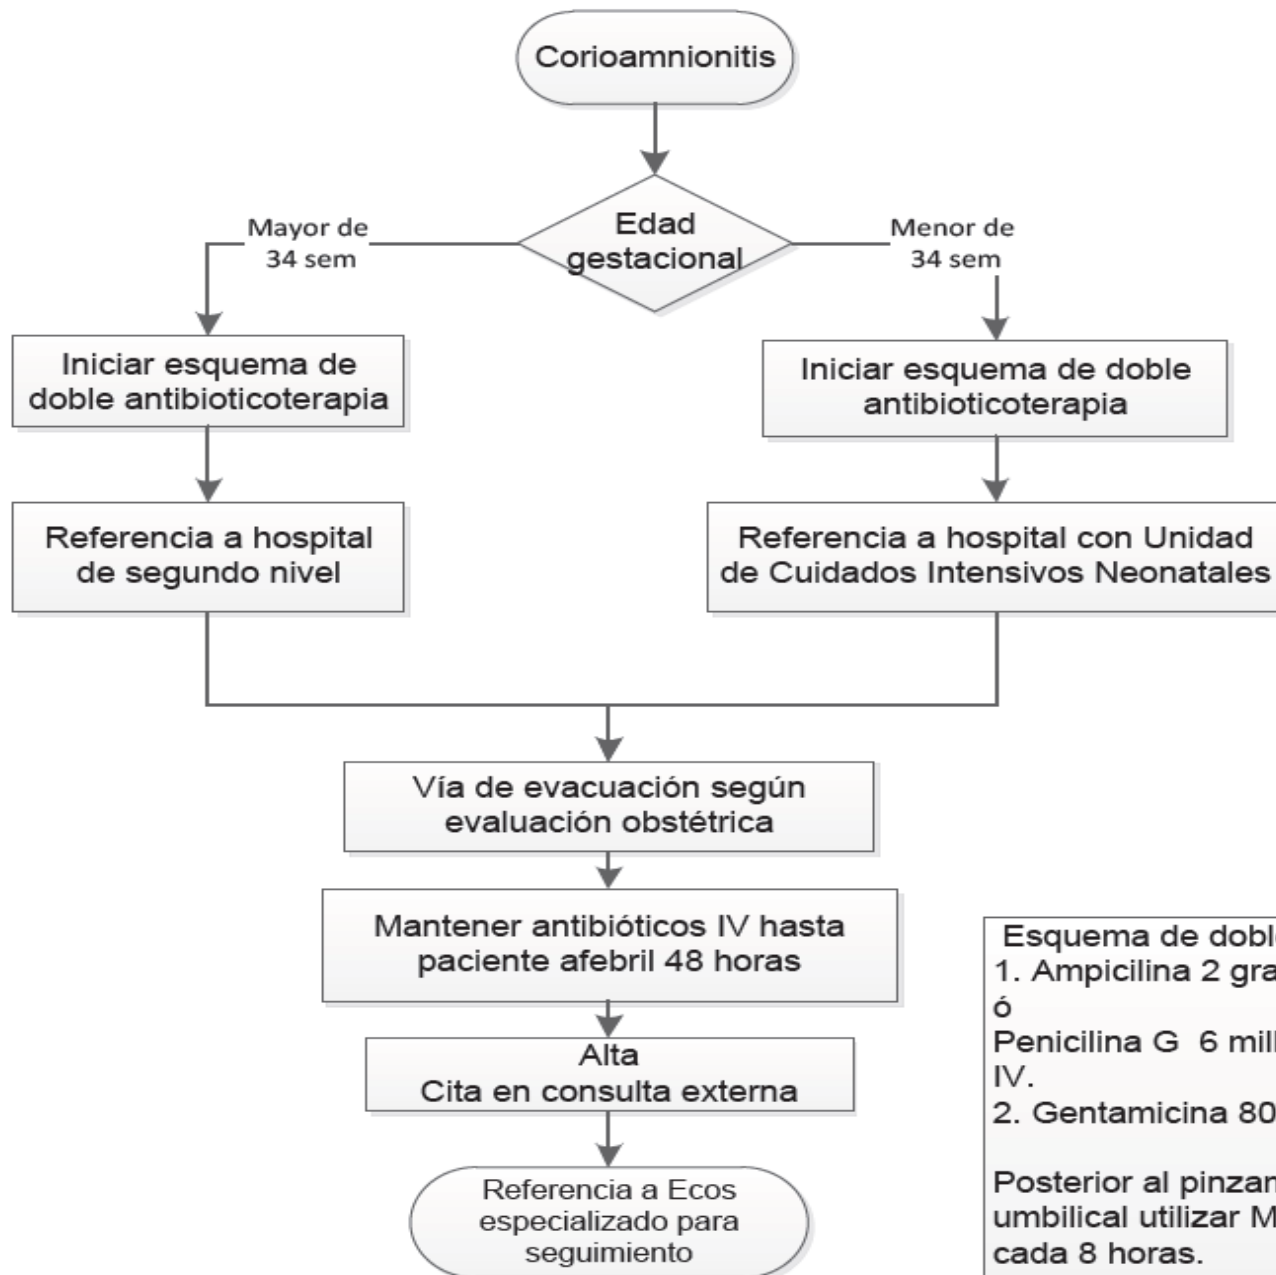 Corioamnionitis
Edad
gestacional
Mayor de
34 sem
Menor de
34 sem
Iniciar esquema de
doble antibioticoterapia
Iniciar esquema de doble
antibioticoterapia
Referencia a hospital
de segundo nivel
Referencia a hospital con Unidad
de Cuidados Intensivos Neonatales
Vía de evacuación según
evaluación obstétrica
Mantener antibióticos IV hasta
paciente afebril 48 horas
Alta
Cita en consulta externa
Referencia a Ecos
especializado para
seguimiento
Esquema de
1. Ampicilina 2
ó
Penicilina G 6
IV.
2. Gentamicina 80
Posterior al
umbilical utilizar
cada 8 horas.